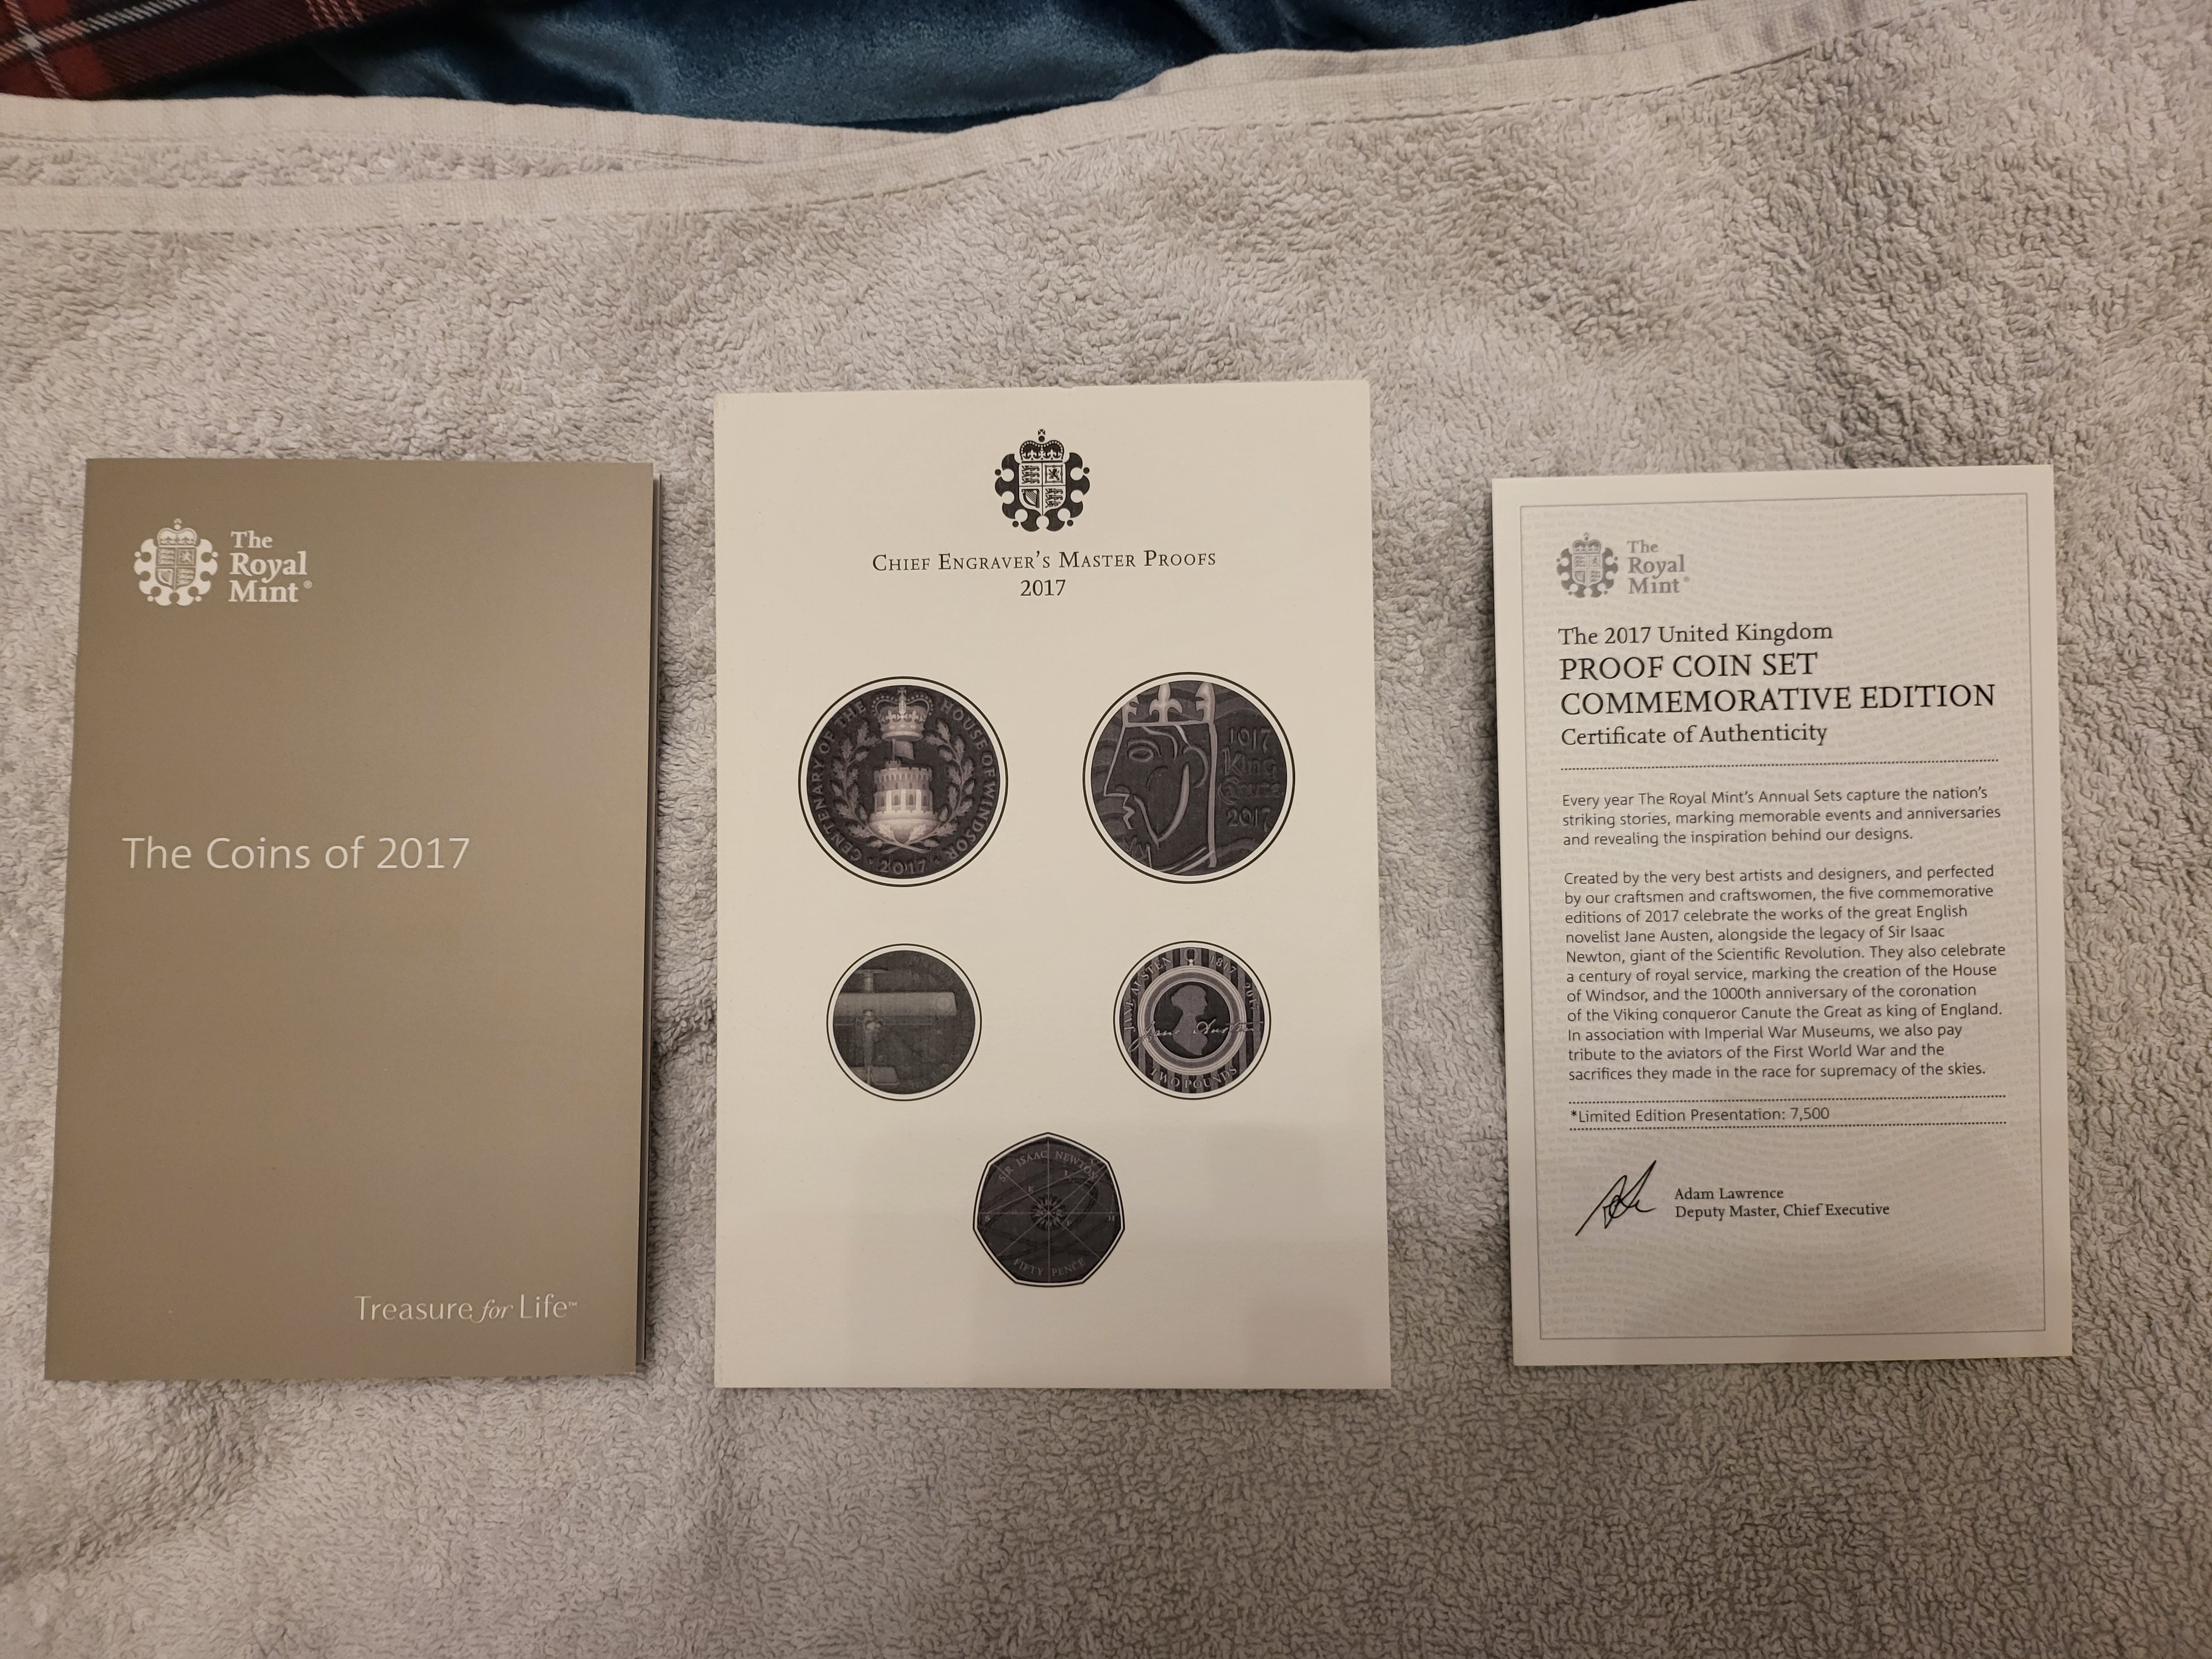 The
Royal
Mint®
The Coins of 2017
Treasure for Life™
CHIEF ENGRAVER'S MASTER PROOFS
2017
CENTENARY OF THE HOUSE OF WINDSOR
2017
1017
King
Canute
2017
JANE AUSTEN 1817 2017
Jane Austen
TWO POUNDS
SIR ISAAC NEWTON
FIFTY PENCE
The
Royal
Mint®
The 2017 United Kingdom
PROOF COIN SET
COMMEMORATIVE EDITION
Certificate of Authenticity
Every year The Royal Mint's Annual Sets capture the nation's
striking stories, marking memorable events and anniversaries
and revealing the inspiration behind our designs.
Created by the very best artists and designers, and perfected
by our craftsmen and craftswomen, the five commemorative
editions of 2017 celebrate the works of the great English
novelist Jane Austen, alongside the legacy of Sir Isaac
Newton, giant of the Scientific Revolution. They also celebrate
a century of royal service, marking the creation of the House
of Windsor, and the 1000th anniversary of the coronation
of the Viking conqueror Canute the Great as king of England.
In association with Imperial War Museums, we also pay
tribute to the aviators of the First World War and the
sacrifices they made in the race for supremacy of the skies.
*Limited Edition Presentation: 7,500
Adam Lawrence
Deputy Master, Chief Executive